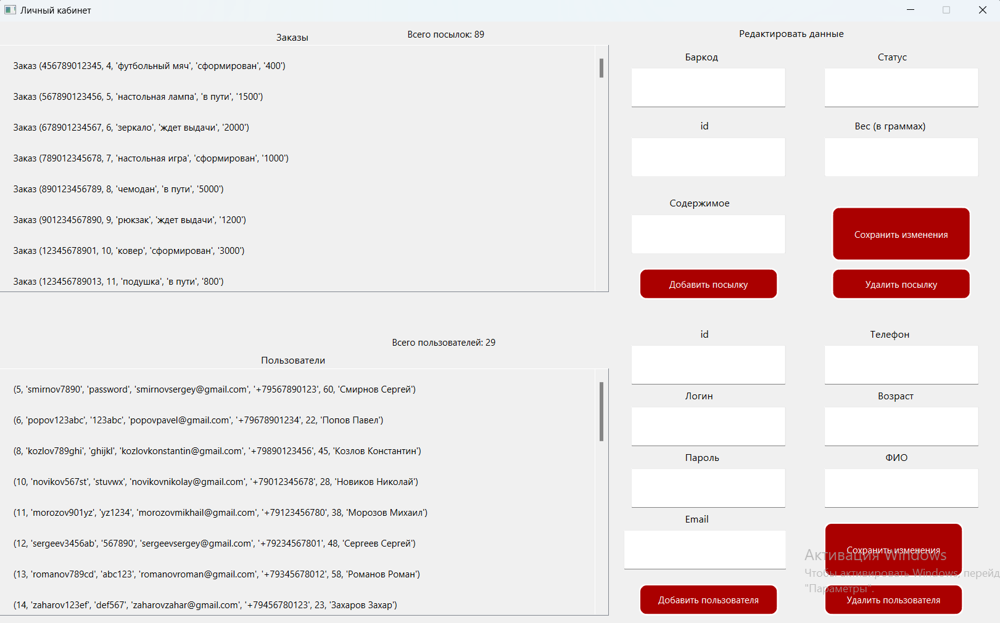 Личный кабинет
Заказы
Всего посылок: 89
Заказ (456789012345, 4, 'футбольный мяч', 'сформирован', '400')
Заказ (567890123456, 5, 'настольная лампа', 'в пути', '1500')
Заказ (678901234567, 6, 'зеркало', 'ждет выдачи', '2000')
Заказ (789012345678, 7, 'настольная игра', 'сформирован', '1000')
Заказ (890123456789, 8, 'чемодан', 'в пути', '5000')
Заказ (901234567890, 9, 'рюкзак', 'ждет выдачи', '1200')
Заказ (12345678901, 10, 'ковер', 'сформирован', '3000')
Заказ (123456789013, 11, 'подушка', 'в пути', '800')
Всего пользователей: 29
Пользователи
(5, 'smirnov7890', 'password', 'smirnovsergey@gmail.com', '+79567890123', 60, 'Смирнов Сергей')
(6, 'popov123abc', '123abc', 'popovpavel@gmail.com', '+79678901234', 22, 'Попов Павел')
(8, 'kozlov789ghi', 'ghijkl', 'kozlovkonstantin@gmail.com', '+79890123456', 45, 'Козлов Константин')
(10, 'novikov567st', 'stuvwx', 'novikovnikolay@gmail.com', '+79012345678', 28, 'Новиков Николай')
(11, 'morozov901yz', 'yz1234', 'morozovmikhail@gmail.com', '+79123456780', 38, 'Морозов Михаил')
(12, 'sergeev3456ab', '567890', 'sergeevsergey@gmail.com', '+79234567801', 48, 'Сергеев Сергей')
(13, 'romanov789cd', 'abc123', 'romanovroman@gmail.com', '+79345678012', 58, 'Романов Роман')
(14, 'zaharov123ef', 'def567', 'zaharovzahar@gmail.com', '+79456780123', 23, 'Захаров Захар')
Редактировать данные
Баркод
Статус
id
Вес (в граммах)
Содержимое
Сохранить изменения
Добавить посылку
Удалить посылку
id
Телефон
Логин
Возраст
Пароль
ФИО
Email
Сохранить изменения
Активация Windows
Чтобы активировать Windows, перейд
"Параметры".
Добавить пользователя
Удалить пользователя